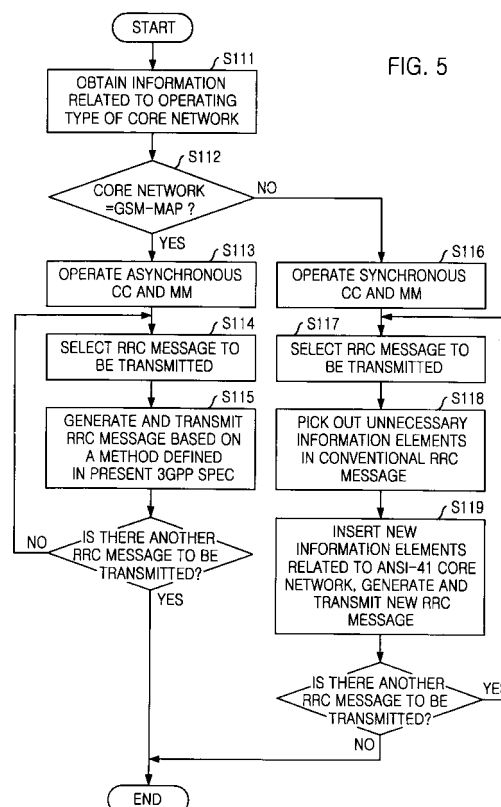 START
FIG. 5
S111
OBTAIN INFORMATION
RELATED TO OPERATING
TYPE OF CORE NETWORK
S112
CORE NETWORK
=GSM-MAP ?
NO
YES
S113
OPERATE ASYNCHRONOUS
CC AND MM
S114
SELECT RRC MESSAGE TO
BE TRANSMITTED
S115
GENERATE AND TRANSMIT
RRC MESSAGE BASED ON
A METHOD DEFINED
IN PRESENT 3GPP SPEC
NO
IS THERE ANOTHER
RRC MESSAGE TO BE
TRANSMITTED?
YES
S116
OPERATE SYNCHRONOUS
CC AND MM
S117
SELECT RRC MESSAGE TO
BE TRANSMITTED
S118
PICK OUT UNNECESSARY
INFORMATION ELEMENTS
IN CONVENTIONAL RRC
MESSAGE
S119
INSERT NEW
INFORMATION ELEMENTS
RELATED TO ANSI-41 CORE
NETWORK, GENERATE AND
TRANSMIT NEW RRC
MESSAGE
IS THERE ANOTHER
RRC MESSAGE TO BE
TRANSMITTED?
YES
NO
END